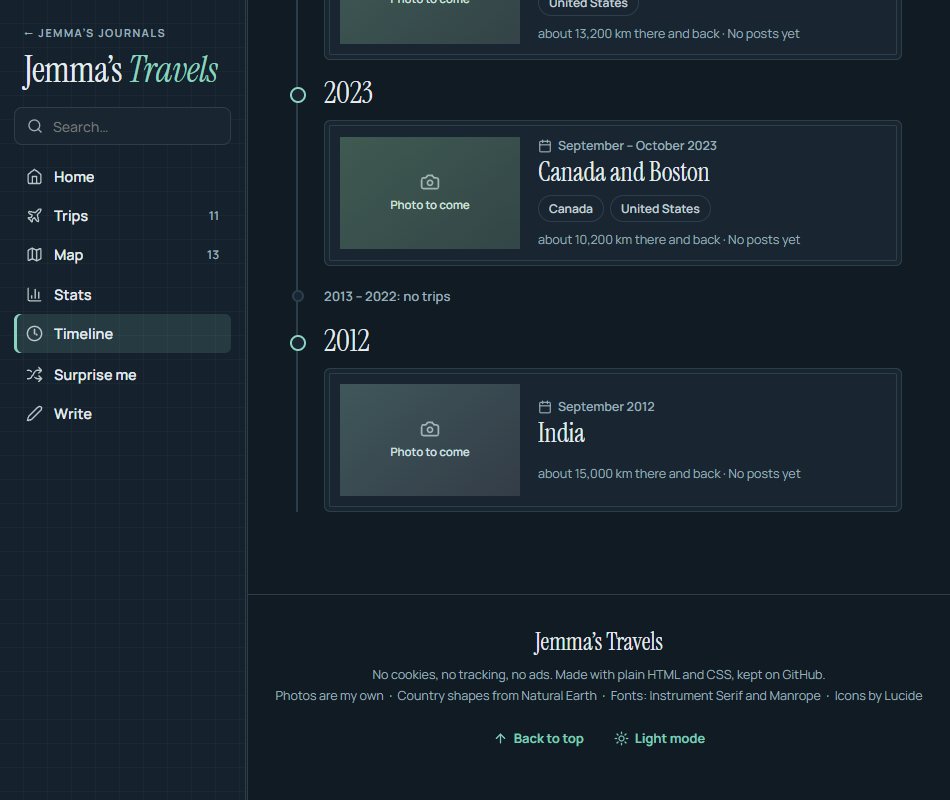 ← JEMMA'S JOURNALS
Jemma's Travels
Search…
Home
Trips 11
Map 13
Stats
Timeline
Surprise me
Write
Photo to come
United States
about 13,200 km there and back · No posts yet
2023
Photo to come
September – October 2023
Canada and Boston
Canada
United States
about 10,200 km there and back · No posts yet
2013 – 2022: no trips
2012
Photo to come
September 2012
India
about 15,000 km there and back · No posts yet
Jemma's Travels
No cookies, no tracking, no ads. Made with plain HTML and CSS, kept on GitHub.
Photos are my own · Country shapes from Natural Earth · Fonts: Instrument Serif and Manrope · Icons by Lucide
↑ Back to top
Light mode